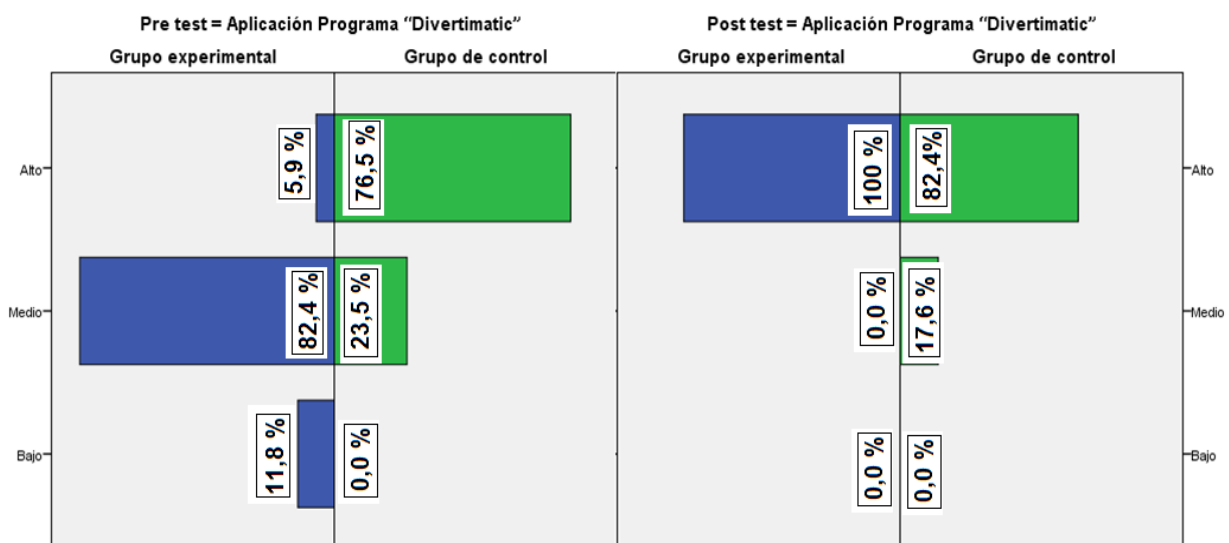 Pre test = Aplicación Programa “Divertimatic”
Grupo experimental
Grupo de control
Alto
5,9 %
76,5 %
Medio
82,4 %
23,5 %
Bajo
11,8 %
0,0 %
Post test = Aplicación Programa “Divertimatic”
Grupo experimental
Grupo de control
100 %
82,4%
Alto
0,0 %
17,6 %
Medio
0,0 %
0,0 %
Bajo